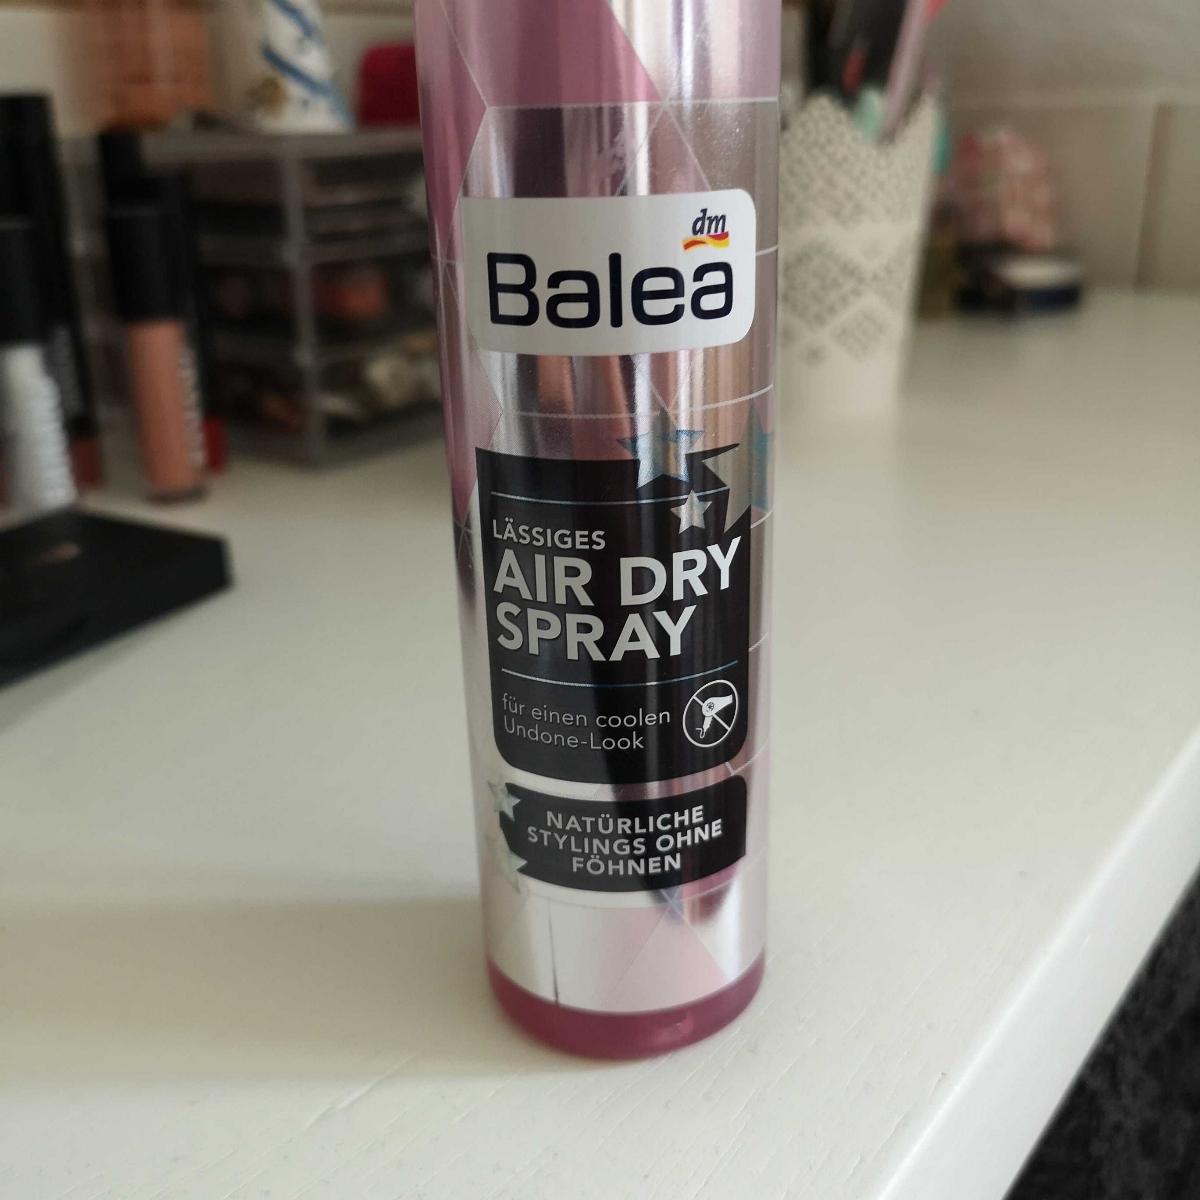 dm
Balea
LÄSSIGES
AIR DRY
SPRAY
für einen coolen
Undone-Look
NATÜRLICHE
STYLINGS OHNE
FÖHNEN